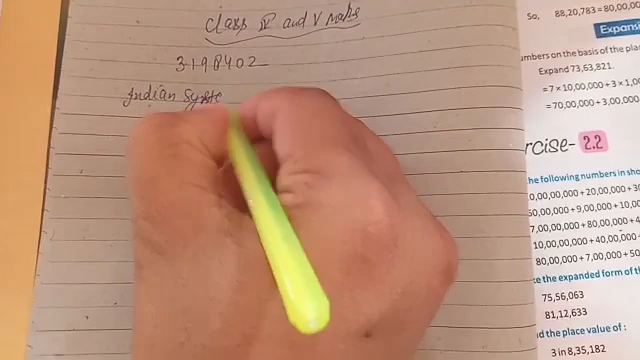 Class IV and V Maths
3198402
Indian Syste
So, 88,20,783 = 80,00,00
Expansi
umbers on the basis of the pla
Expand 73,63,821.
= 7 × 10,00,000 + 3 × 1,0
= 70,00,000 + 3,00,000
rcise- 2.2
he following numbers in sho
0,00,00,000 + 20,00,000 + 30
50,00,000 + 9,00,000 + 10,00
7,00,00,000 + 80,00,000 + 4
10,00,00,000 + 40,00,000 +
80,00,000 + 7,00,000 + 50
te the expanded form of th
75,56,063
81,12,633
d the place value of :
3 in 8,35,182